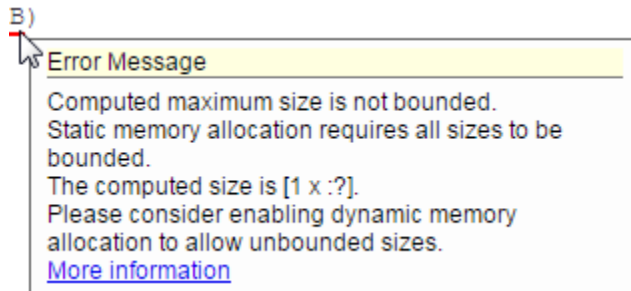 B)
Error Message
Computed maximum size is not bounded.
Static memory allocation requires all sizes to be
bounded.
The computed size is [1 x :?].
Please consider enabling dynamic memory
allocation to allow unbounded sizes.
More information